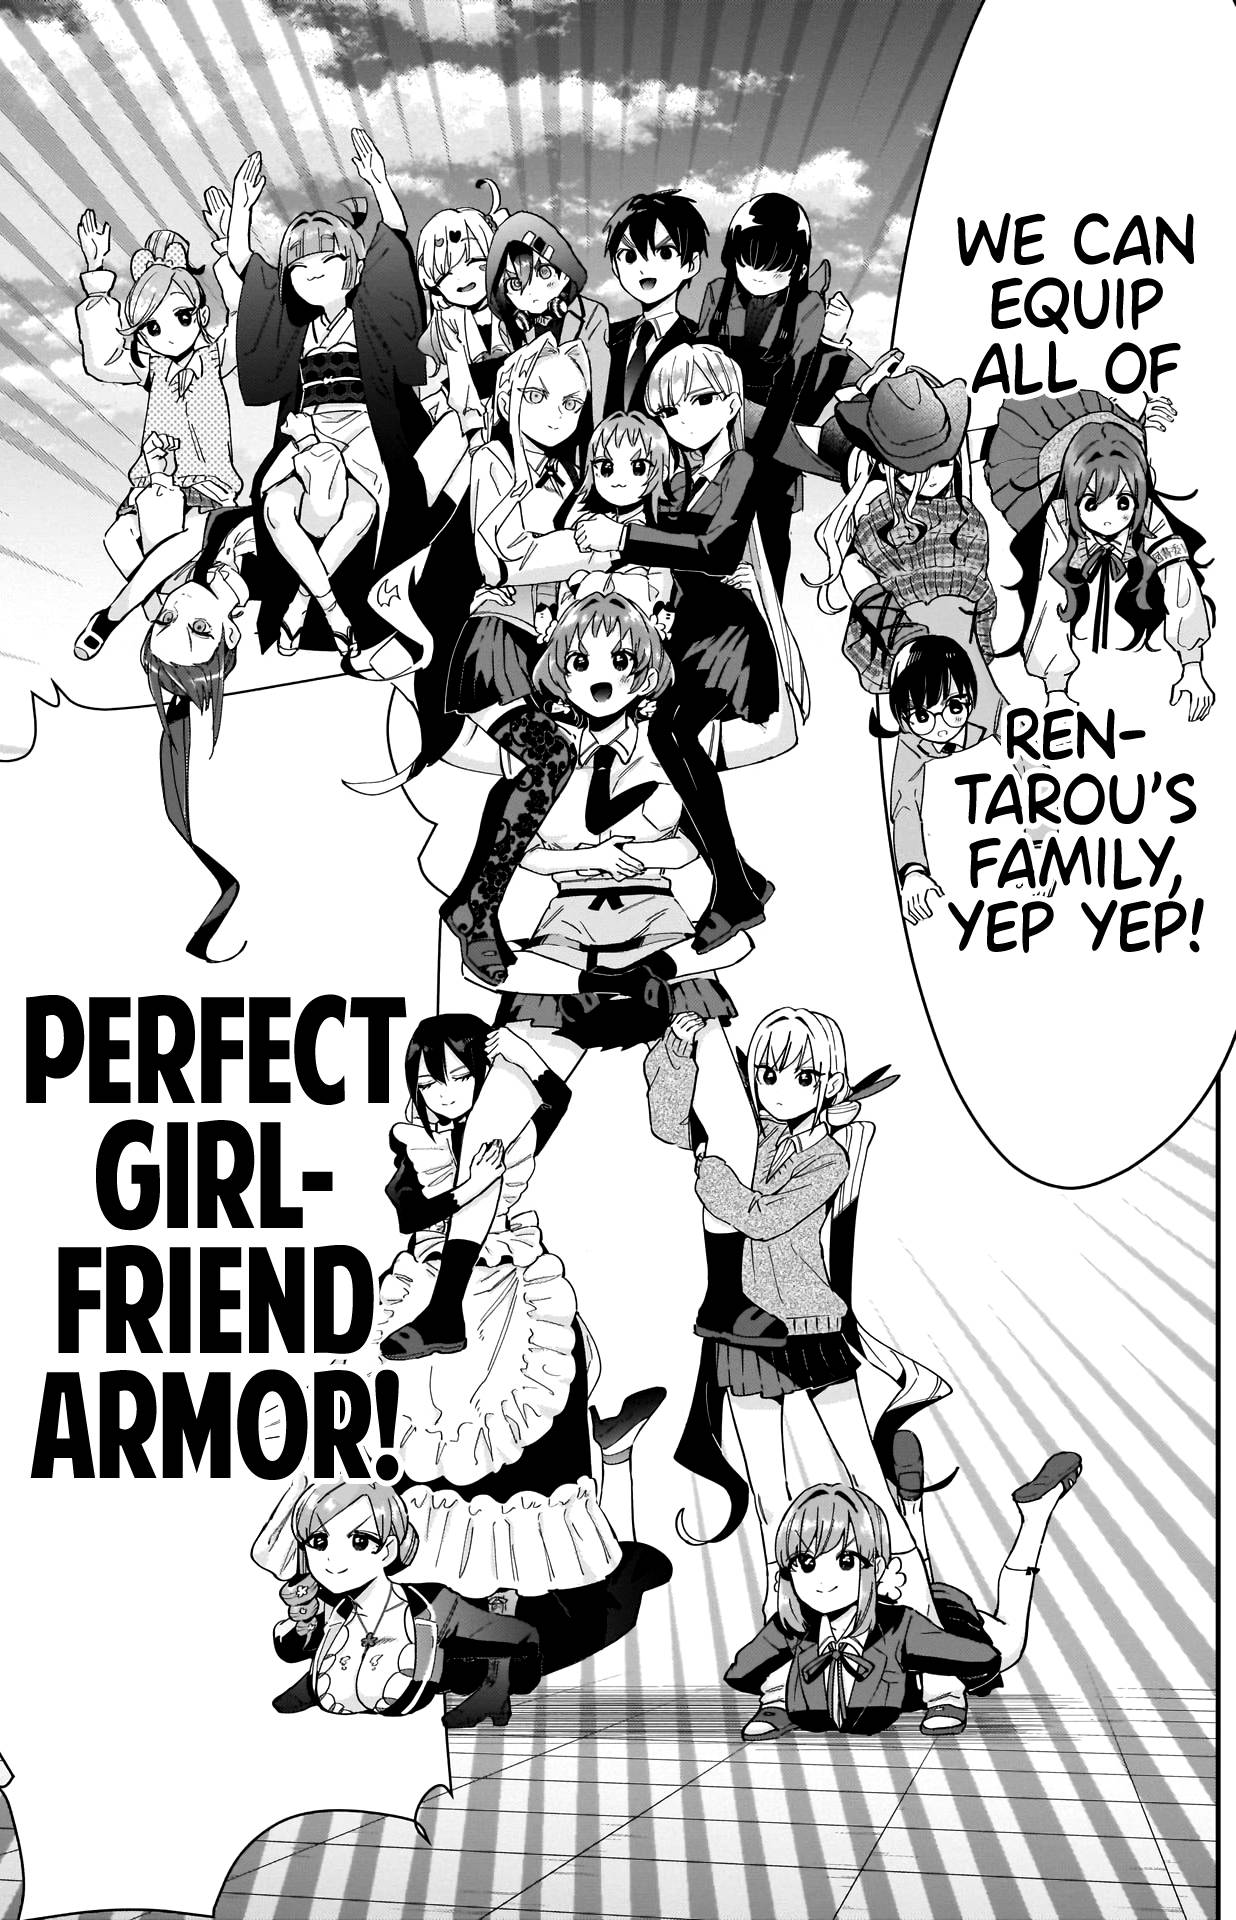 WE CAN
EQUIP
ALL OF
REN-
TAROU'S
FAMILY,
YEP YEP!
PERFECT
GIRL-
FRIEND
ARMOR!